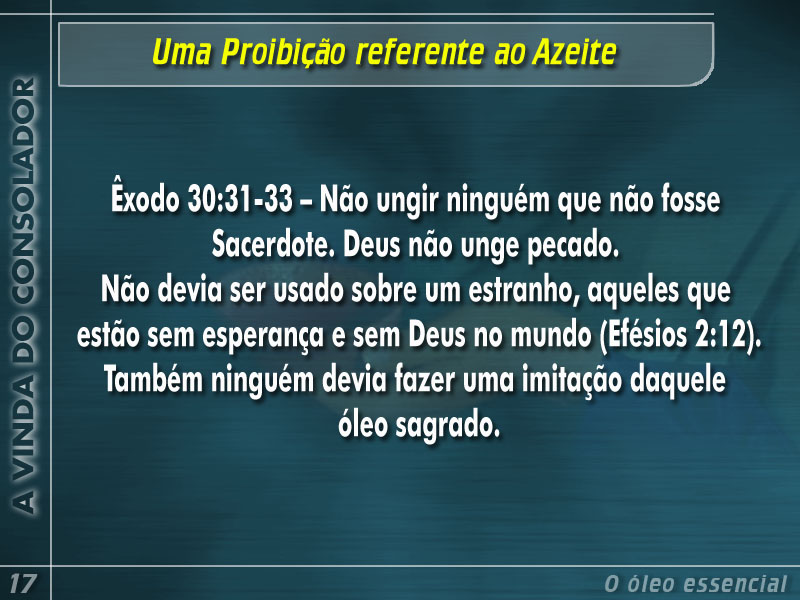 Uma Proibição referente ao Azeite
A VINDA DO CONSOLADOR
Êxodo 30:31-33 – Não ungir ninguém que não fosse
Sacerdote. Deus não unge pecado.
Não devia ser usado sobre um estranho, aqueles que
estão sem esperança e sem Deus no mundo (Efésios 2:12).
Também ninguém devia fazer uma imitação daquele
óleo sagrado.
17
O óleo essencial